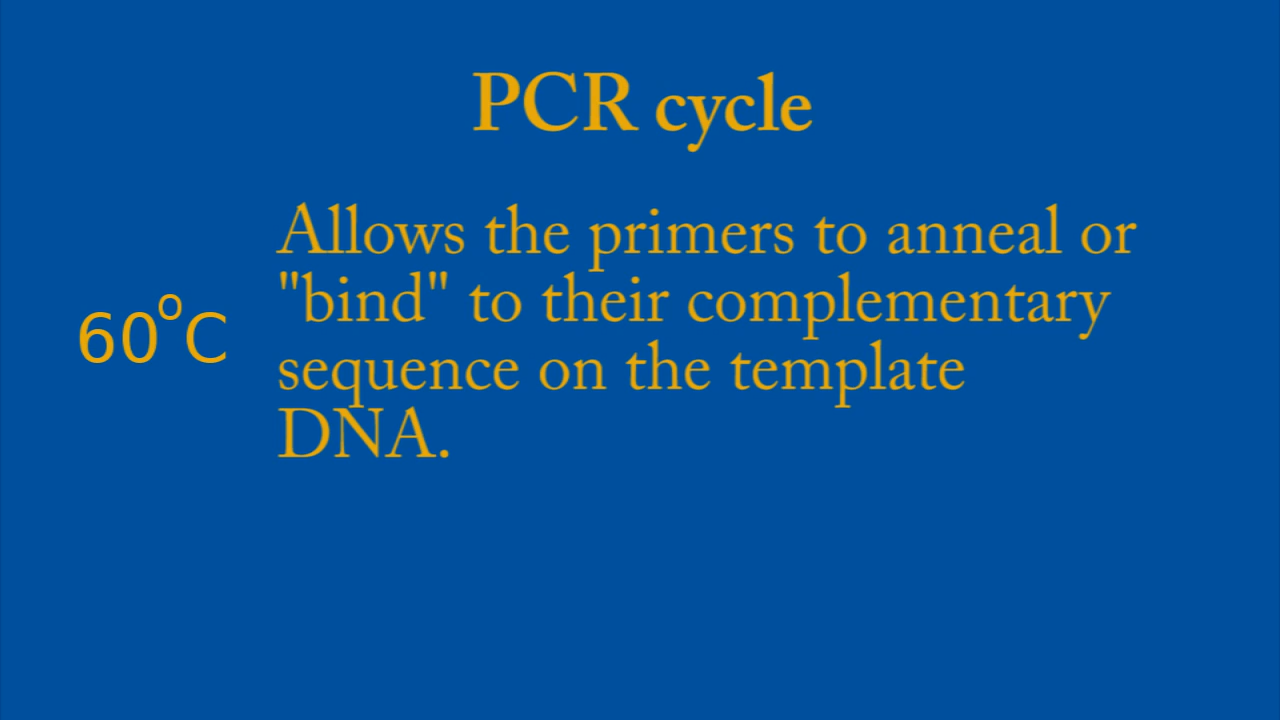 PCR cycle
Allows the primers to anneal or
"bind" to their complementary
60°C
sequence on the template
DNA.